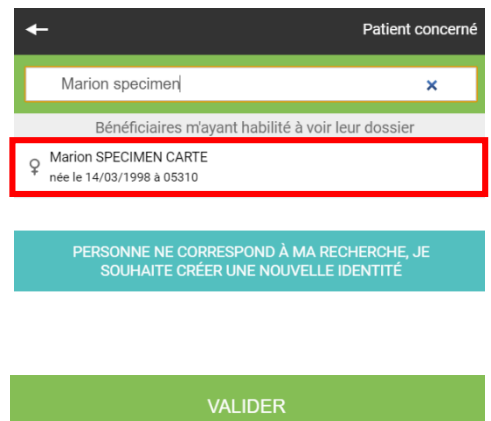 Patient concerné
Marion specimen
Bénéficiaires m'ayant habilité à voir leur dossier
Marion SPECIMEN CARTE
née le 14/03/1998 à 05310
PERSONNE NE CORRESPOND À MA RECHERCHE, JE
SOUHAITE CRÉER UNE NOUVELLE IDENTITÉ
VALIDER